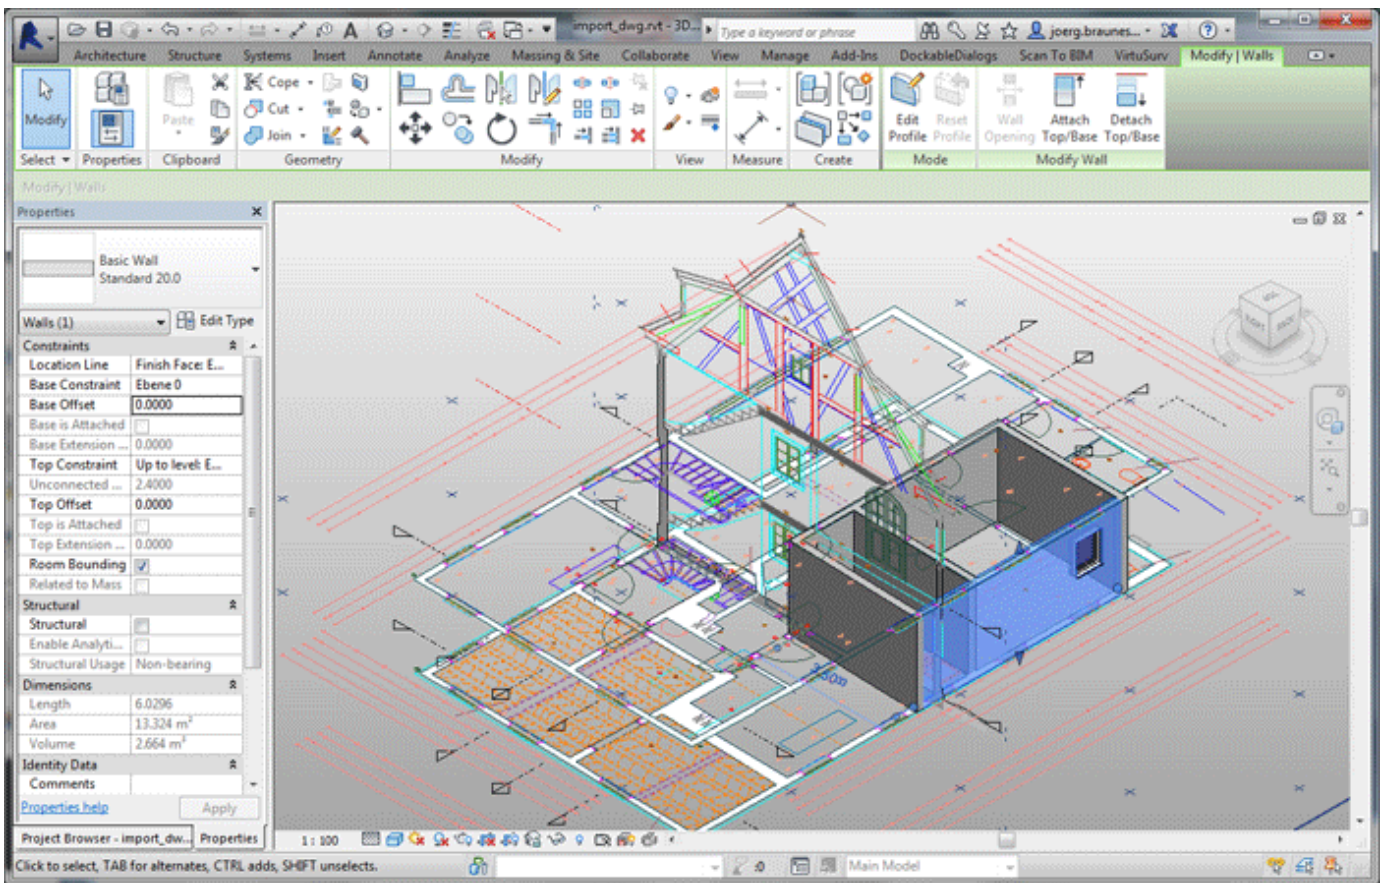 import_dwg.rvt - 3D...
Type a keyword or phrase
joerg.braunes...
Architecture Structure Systems Insert Annotate Analyze Massing & Site Collaborate View Manage Add-Ins DockableDialogs Scan To BIM VirtuSurv Modify | Walls
Modify
Paste
Cope
Cut
Join
Edit Profile
Reset Profile
Wall Opening
Attach Top/Base
Detach Top/Base
Select Properties Clipboard Geometry Modify View Measure Create Mode Modify Wall
Modify | Walls
Properties
Basic Wall
Standard 20.0
Walls (1) Edit Type
Constraints
Location Line Finish Face: E...
Base Constraint Ebene 0
Base Offset 0.0000
Base is Attached
Base Extension ... 0.0000
Top Constraint Up to level: E...
Unconnected ... 2.4000
Top Offset 0.0000
Top is Attached
Top Extension ... 0.0000
Room Bounding
Related to Mass
Structural
Structural
Enable Analyti...
Structural Usage Non-bearing
Dimensions
Length 6.0296
Area 13.324 m²
Volume 2.664 m³
Identity Data
Comments
Properties help Apply
Project Browser - import_dw... Properties
1 : 100
Click to select, TAB for alternates, CTRL adds, SHIFT unselects.
:0
Main Model